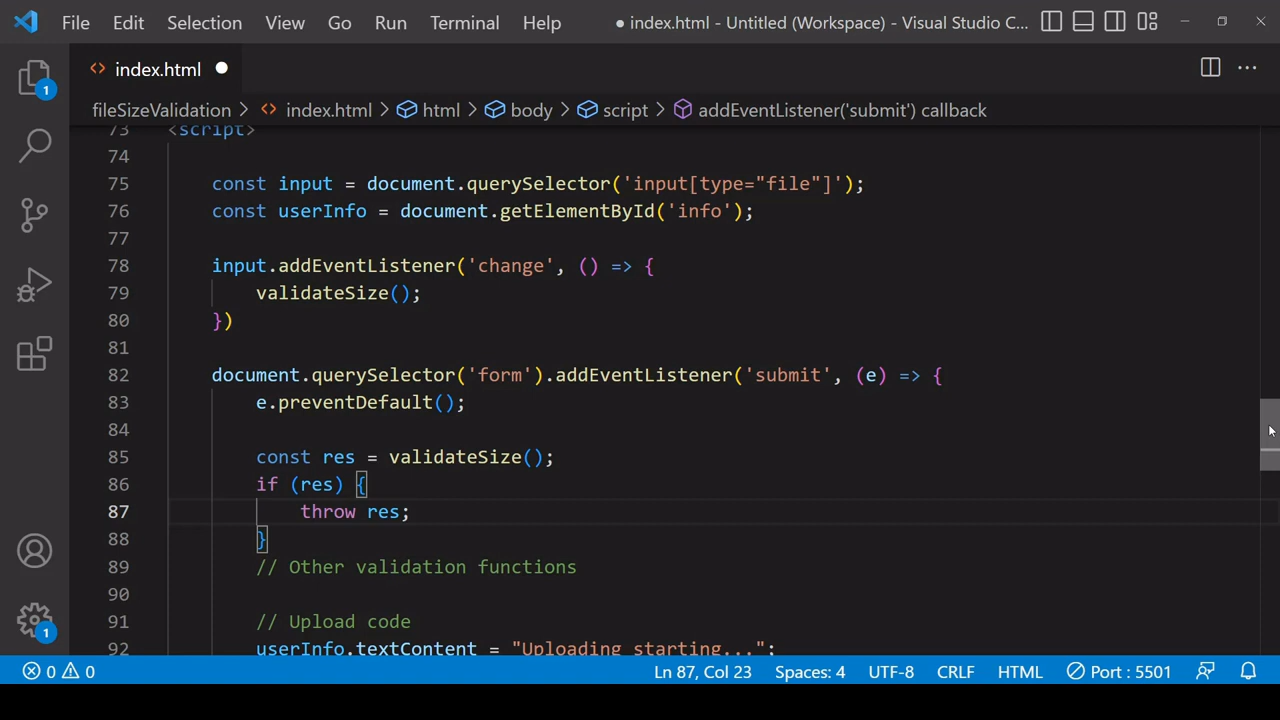 File Edit Selection View Go Run Terminal Help ● index.html - Untitled (Workspace) - Visual Studio C...
index.html
fileSizeValidation > index.html > html > body > script > addEventListener('submit') callback
73 <script>
74
75 const input = document.querySelector('input[type="file"]');
76 const userInfo = document.getElementById('info');
77
78 input.addEventListener('change', () => {
79 validateSize();
80 })
81
82 document.querySelector('form').addEventListener('submit', (e) => {
83 e.preventDefault();
84
85 const res = validateSize();
86 if (res) {
87 throw res;
88 }
89 // Other validation functions
90
91 // Upload code
92 userInfo.textContent = "Uploading starting...";
1
1
0 0 Ln 87, Col 23 Spaces: 4 UTF-8 CRLF HTML Port : 5501